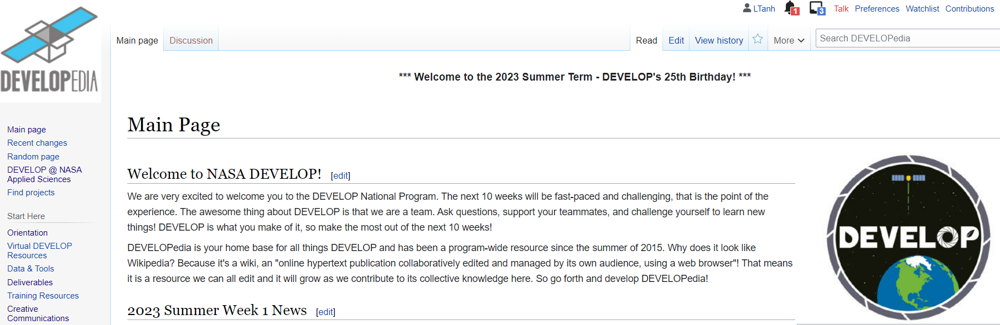 LTanh 1 3 Talk Preferences Watchlist Contributions
DEVELOPEDIA
Main page Discussion Read Edit View history More Search DEVELOPedia
*** Welcome to the 2023 Summer Term - DEVELOP's 25th Birthday! ***
Main page
Recent changes
Random page
DEVELOP @ NASA
Applied Sciences
Find projects
Start Here
Orientation
Virtual DEVELOP
Resources
Data & Tools
Deliverables
Training Resources
Creative
Communications
Main Page
Welcome to NASA DEVELOP! [edit]
We are very excited to welcome you to the DEVELOP National Program. The next 10 weeks will be fast-paced and challenging, that is the point of the
experience. The awesome thing about DEVELOP is that we are a team. Ask questions, support your teammates, and challenge yourself to learn new
things! DEVELOP is what you make of it, so make the most out of the next 10 weeks!
DEVELOPedia is your home base for all things DEVELOP and has been a program-wide resource since the summer of 2015. Why does it look like
Wikipedia? Because it's a wiki, an "online hypertext publication collaboratively edited and managed by its own audience, using a web browser"! That means
it is a resource we can all edit and it will grow as we contribute to its collective knowledge here. So go forth and develop DEVELOPedia!
2023 Summer Week 1 News [edit]
DEVELOP